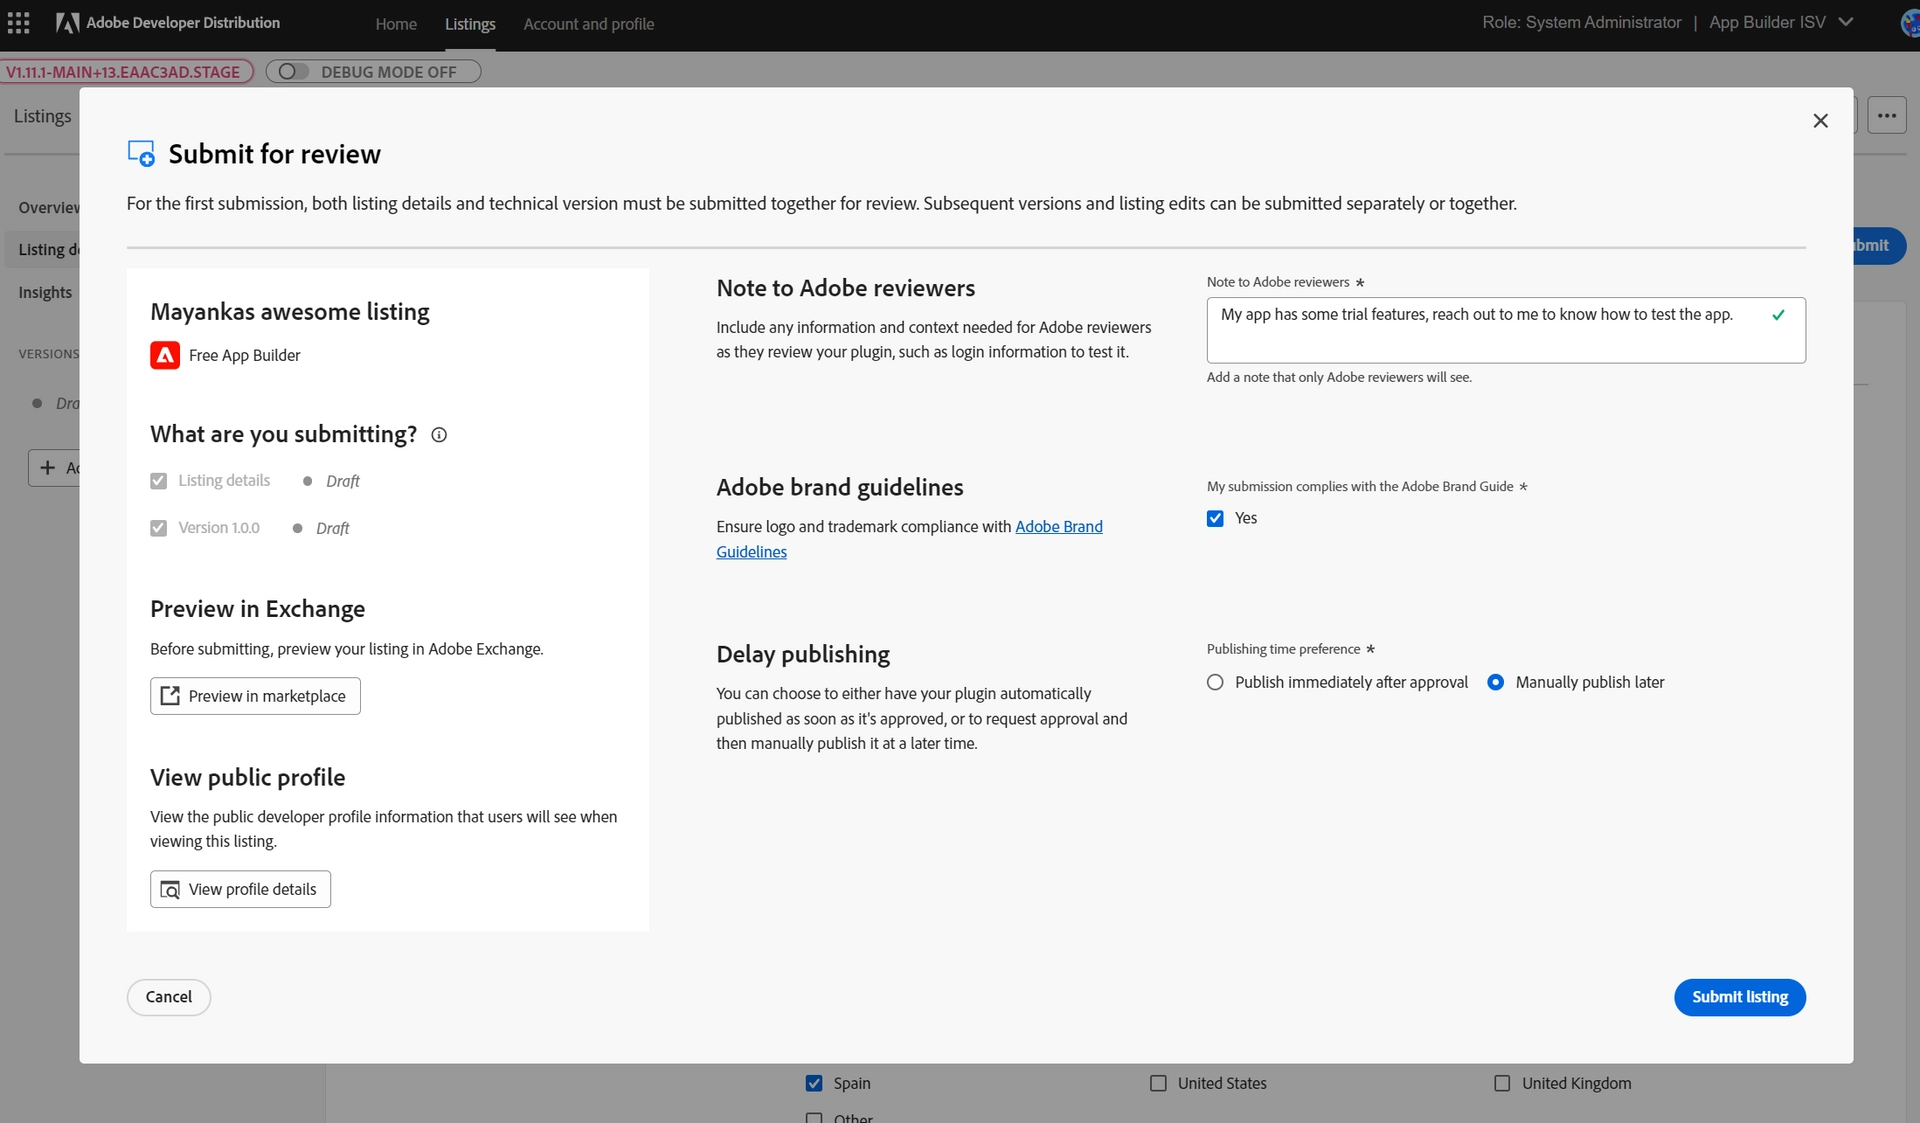 Adobe Developer Distribution
Home
Listings
Account and profile
Role: System Administrator | App Builder ISV
V1.11.1-MAIN+13.EAAC3AD.STAGE
DEBUG MODE OFF
Listings
Overview
Listing de
Insights
VERSIONS
Dra
+ Ad
bmit
Submit for review
For the first submission, both listing details and technical version must be submitted together for review. Subsequent versions and listing edits can be submitted separately or together.
Mayankas awesome listing
Free App Builder
What are you submitting?
Listing details
Draft
Version 1.0.0
Draft
Preview in Exchange
Before submitting, preview your listing in Adobe Exchange.
Preview in marketplace
View public profile
View the public developer profile information that users will see when
viewing this listing.
View profile details
Note to Adobe reviewers
Include any information and context needed for Adobe reviewers
as they review your plugin, such as login information to test it.
Note to Adobe reviewers *
My app has some trial features, reach out to me to know how to test the app.
Add a note that only Adobe reviewers will see.
Adobe brand guidelines
Ensure logo and trademark compliance with Adobe Brand
Guidelines
My submission complies with the Adobe Brand Guide *
Yes
Delay publishing
You can choose to either have your plugin automatically
published as soon as it's approved, or to request approval and
then manually publish it at a later time.
Publishing time preference *
Publish immediately after approval
Manually publish later
Cancel
Submit listing
Spain
United States
United Kingdom
Other